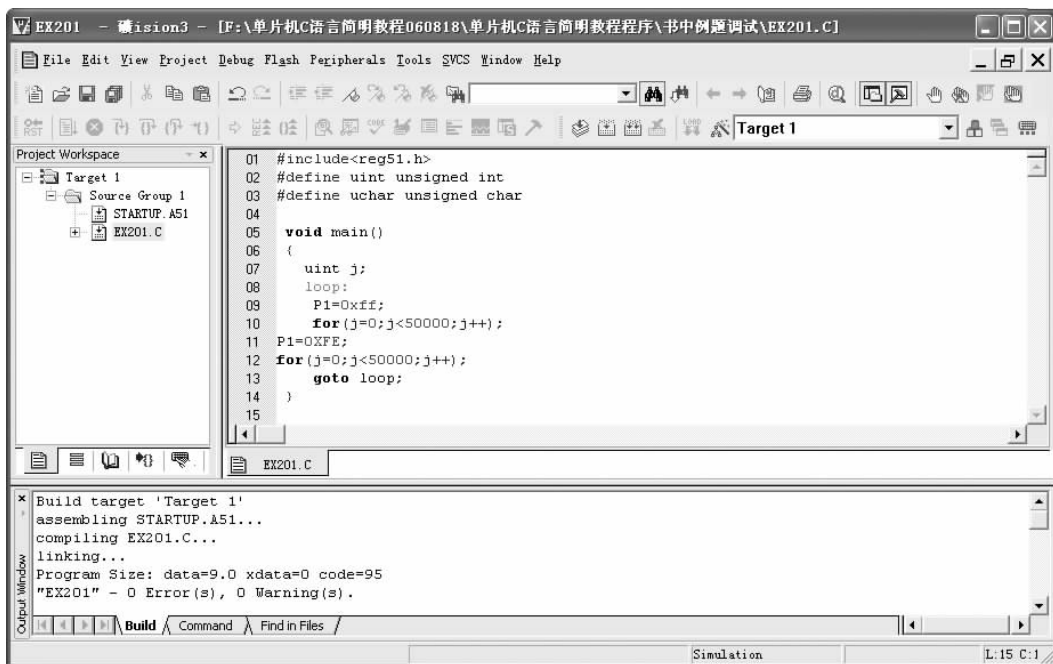 EX201 - 礦ision3 - [F:\单片机C语言简明教程060818\单片机C语言简明教程程序\书中例题调试\EX201.C]
File Edit View Project Debug Flash Peripherals Tools SVCS Window Help
Target 1
Project Workspace
Target 1
Source Group 1
STARTUP.A51
EX201.C
01 #include<reg51.h>
02 #define uint unsigned int
03 #define uchar unsigned char
04
05 void main()
06 {
07 uint j;
08 loop:
09 P1=0xff;
10 for(j=0;j<50000;j++);
11 P1=0XFE;
12 for(j=0;j<50000;j++);
13 goto loop;
14 }
15
EX201.C
Build target 'Target 1'
assembling STARTUP.A51...
compiling EX201.C...
linking...
Program Size: data=9.0 xdata=0 code=95
"EX201" - 0 Error(s), 0 Warning(s).
Output Window
Build Command Find in Files
Simulation L:15 C:1